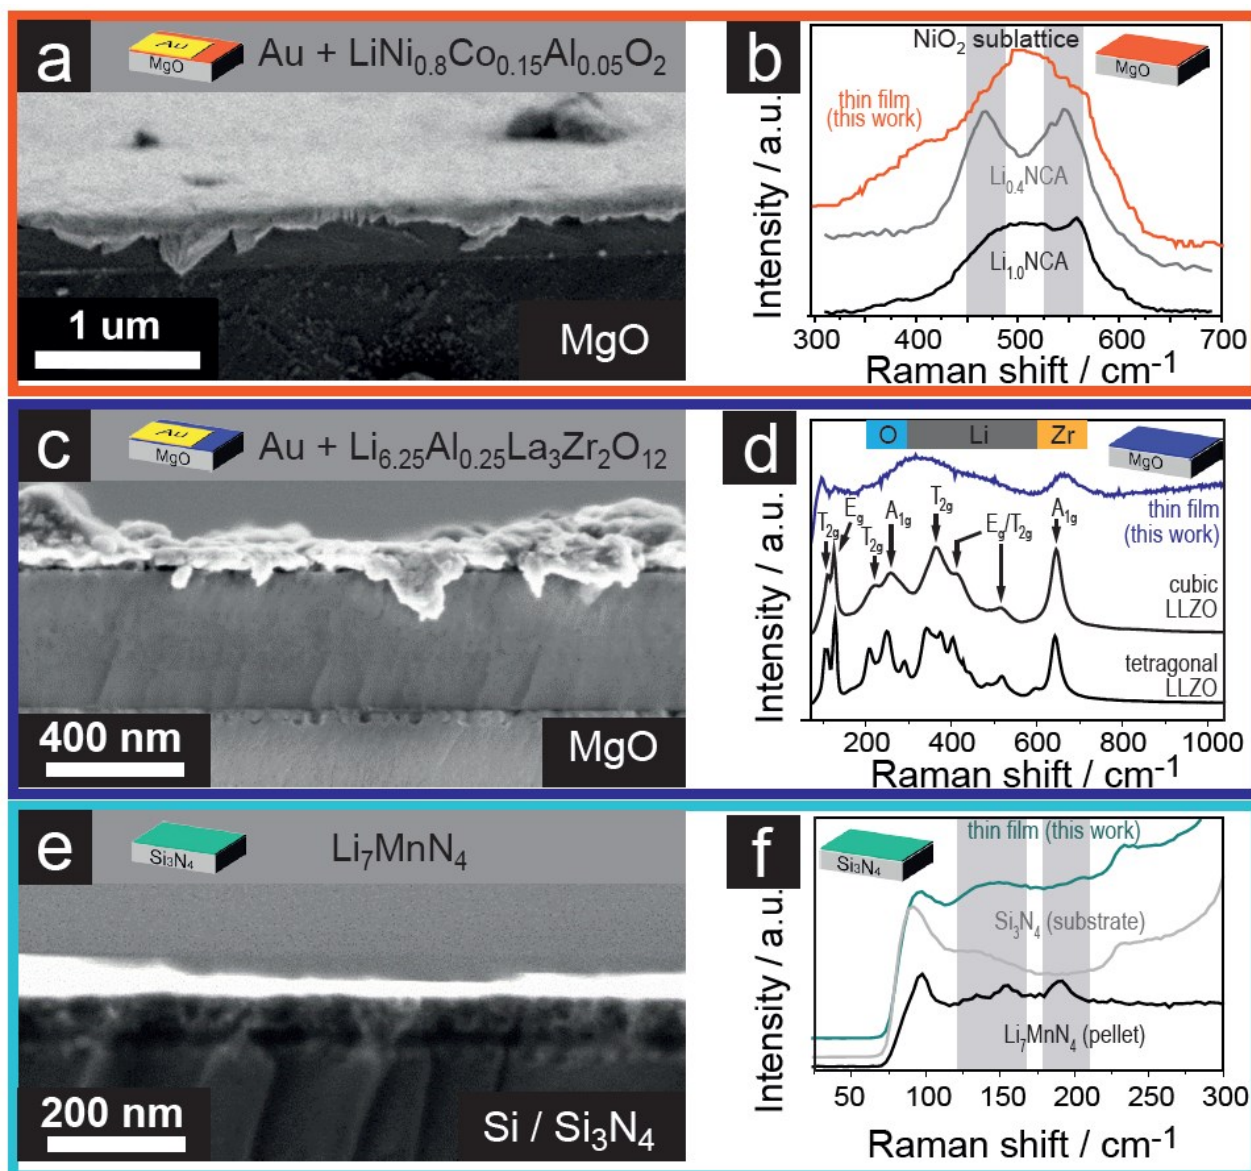 a
Au
MgO
Au + LiNi₀.₈Co₀.₁₅Al₀.₀₅O₂
1 um
MgO
b
NiO₂ sublattice
MgO
thin film
(this work)
Li₀.₄NCA
Li₁.₀NCA
Intensity / a.u.
300 400 500 600 700
Raman shift / cm⁻¹
c
Au
MgO
Au + Li₆.₂₅Al₀.₂₅La₃Zr₂O₁₂
400 nm
MgO
d
O Li Zr
MgO
thin film
(this work)
T₂g
Eg
T₂g
A₁g
T₂g
Eg/T₂g
A₁g
cubic
LLZO
tetragonal
LLZO
Intensity / a.u.
200 400 600 800 1000
Raman shift / cm⁻¹
e
Si₃N₄
Li₇MnN₄
200 nm
Si / Si₃N₄
f
Si₃N₄
thin film (this work)
Si₃N₄ (substrate)
Li₇MnN₄ (pellet)
Intensity / a.u.
50 100 150 200 250 300
Raman shift / cm⁻¹